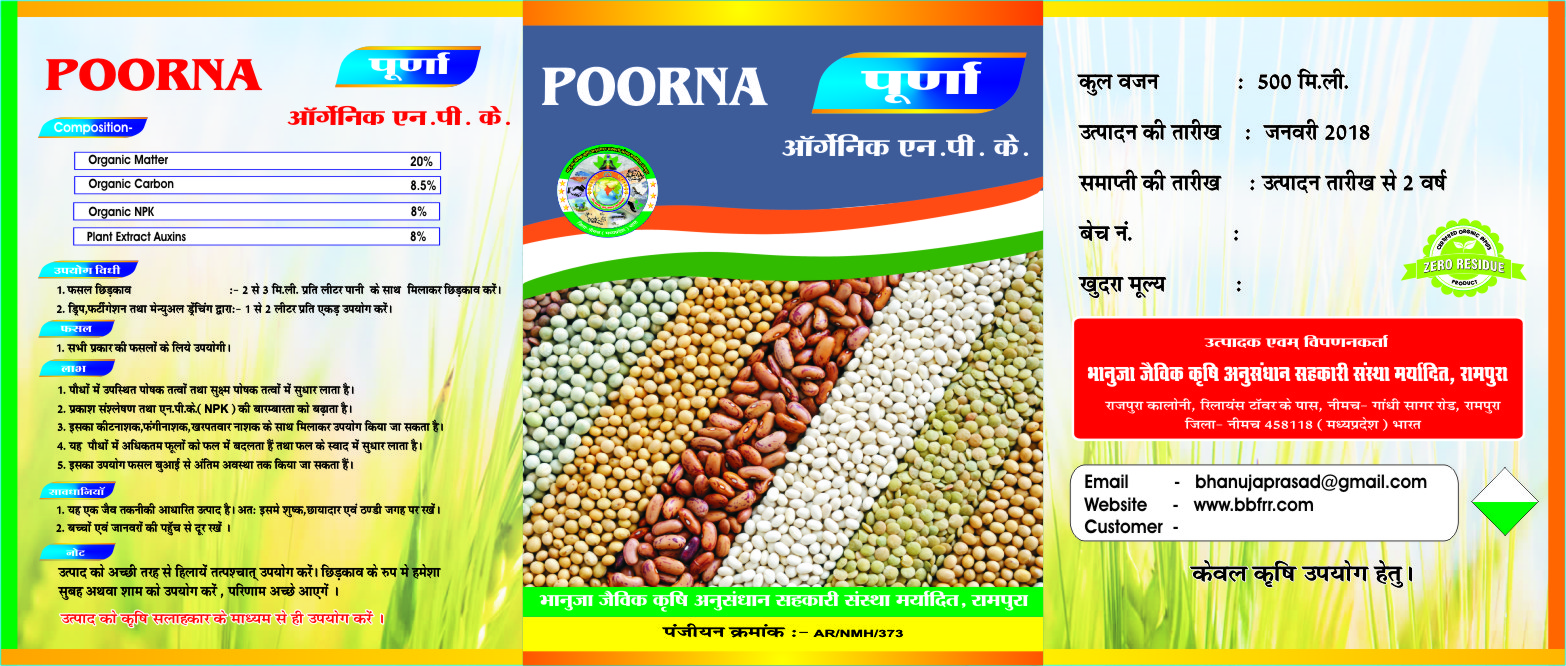 POORNA
पूर्णा
ऑर्गेनिक एन.पी. के.
Composition-
Organic Matter 20%
Organic Carbon 8.5%
Organic NPK 8%
Plant Extract Auxins 8%
उपयोग विधी
1. फसल छिड़काव :- 2 से 3 मि.ली. प्रति लीटर पानी के साथ मिलाकर छिड़काव करें।
2. ड्रिप,फर्टीगेशन तथा मेन्युअल ड्रेंचिंग द्वाराः- 1 से 2 लीटर प्रति एकड़ उपयोग करें।
फसल
1. सभी प्रकार की फसलों के लिये उपयोगी।
लाभ
1. पौधों में उपस्थित पोषक तत्वों तथा सुक्ष्म पोषक तत्वों में सुधार लाता है।
2. प्रकाश संश्लेषण तथा एन.पी.के.( NPK ) की बारम्बारता को बढ़ाता है।
3. इसका कीटनाशक,फंगीनाशक,खरपतवार नाशक के साथ मिलाकर उपयोग किया जा सकता है।
4. यह पौधों में अधिकतम फूलों को फल में बदलता हैं तथा फल के स्वाद में सुधार लाता है।
5. इसका उपयोग फसल बुआई से अंतिम अवस्था तक किया जा सकता हैं।
सावधानियाँ
1. यह एक जैव तकनीकी आधारित उत्पाद है। अतः इसमे शुष्क,छायादार एवं ठण्डी जगह पर रखें।
2. बच्चों एवं जानवरों की पहुँच से दूर रखें ।
नोट
उत्पाद को अच्छी तरह से हिलायें तत्पश्चात् उपयोग करें। छिड़काव के रुप मे हमेशा
सुबह अथवा शाम को उपयोग करें , परिणाम अच्छे आएगें ।
उत्पाद को कृषि सलाहकार के माध्यम से ही उपयोग करें ।
POORNA
पूर्णा
ऑर्गेनिक एन.पी. के.
भानुजा जैविक कृषि अनुसंधान सहकारी संस्था मर्यादित, रामपुरा
पंजीयन क्रमांक :- AR/NMH/373
कुल वजन : 500 मि.ली.
उत्पादन की तारीख : जनवरी 2018
समाप्ती की तारीख : उत्पादन तारीख से 2 वर्ष
बेच नं. :
खुदरा मूल्य :
CERTIFIED ORGANIC INPUTS
ZERO RESIDUE
PRODUCT
उत्पादक एवम् विपणनकर्ता
भानुजा जैविक कृषि अनुसंधान सहकारी संस्था मर्यादित, रामपुरा
राजपुरा कालोनी, रिलायंस टॉवर के पास, नीमच- गांधी सागर रोड, रामपुरा
जिला- नीमच 458118 ( मध्यप्रदेश ) भारत
Email - bhanujaprasad@gmail.com
Website - www.bbfrr.com
Customer -
केवल कृषि उपयोग हेतु।